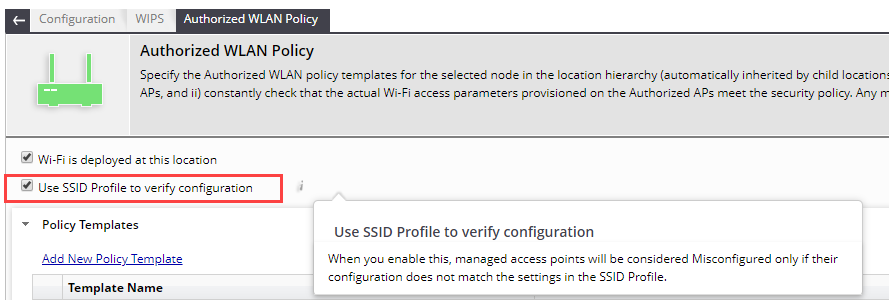 Configuration WIPS Authorized WLAN Policy
Authorized WLAN Policy
Specify the Authorized WLAN policy templates for the selected node in the location hierarchy (automatically inherited by child locations
APs, and ii) constantly check that the actual Wi-Fi access parameters provisioned on the Authorized APs meet the security policy. Any m
Wi-Fi is deployed at this location
Use SSID Profile to verify configuration
Policy Templates
Use SSID Profile to verify configuration
When you enable this, managed access points will be considered Misconfigured only if their
configuration does not match the settings in the SSID Profile.
Add New Policy Template
Template Name